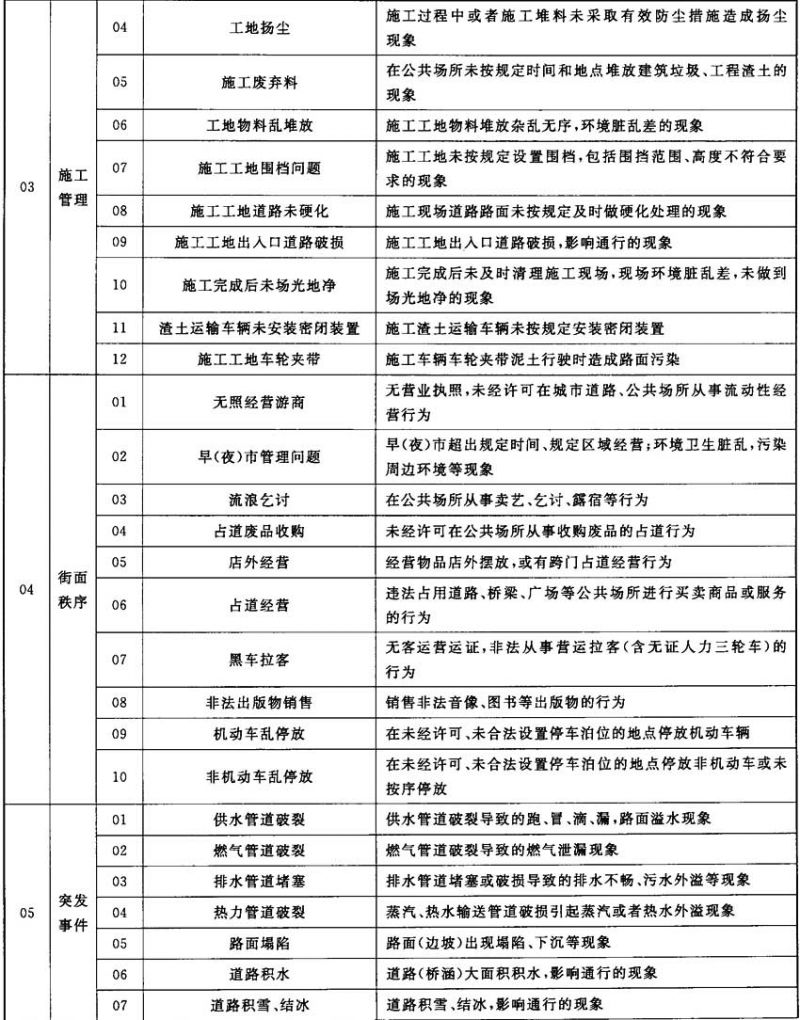 04 工地扬尘 施工过程中或者施工堆料未采取有效防尘措施造成扬尘
现象
05 施工废弃料 在公共场所未按规定时间和地点堆放建筑垃圾、工程渣土的
现象
06 工地物料乱堆放 施工工地物料堆放杂乱无序,环境脏乱差的现象
03 施工
管理
07 施工工地围档问题 施工工地未按规定设置围档,包括围挡范围、高度不符合要
求的现象
08 施工工地道路未硬化 施工现场道路路面未按规定及时做硬化处理的现象
09 施工工地出入口道路破损 施工工地出入口道路破损,影响通行的现象
10 施工完成后未场光地净 施工完成后未及时清理施工现场,现场环境脏乱差,未做到
场光地净的现象
11 渣土运输车辆未安装密闭装置 施工渣土运输车辆未按规定安装密闭装置
12 施工工地车轮夹带 施工车辆车轮夹带泥土行驶时造成路面污染
01 无照经营游商 无营业执照,未经许可在城市道路、公共场所从事流动性经
营行为
02 早(夜)市管理问题 早(夜)市超出规定时间、规定区域经营;环境卫生脏乱,污染
周边环境等现象
03 流浪乞讨 在公共场所从事卖艺、乞讨、露宿等行为
04 占道废品收购 未经许可在公共场所从事收购废品的占道行为
05 店外经营 经营物品店外摆放,或有跨门占道经营行为
04 街面
秩序
06 占道经营 违法占用道路、桥梁、广场等公共场所进行买卖商品或服务
的行为
07 黑车拉客 无客运营运证,非法从事营运拉客(含无证人力三轮车)的
行为
08 非法出版物销售 销售非法音像、图书等出版物的行为
09 机动车乱停放 在未经许可、未合法设置停车泊位的地点停放机动车辆
10 非机动车乱停放 在未经许可、未合法设置停车泊位的地点停放非机动车或未
按序停放
01 供水管道破裂 供水管道破裂导致的跑、冒、滴、漏,路面溢水现象
02 燃气管道破裂 燃气管道破裂导致的燃气泄漏现象
03 排水管道堵塞 排水管道堵塞或破损导致的排水不畅、污水外溢等现象
05 突发
事件
04 热力管道破裂 蒸汽、热水输送管道破损引起蒸汽或者热水外溢现象
05 路面塌陷 路面(边坡)出现塌陷、下沉等现象
06 道路积水 道路(桥涵)大面积积水,影响通行的现象
07 道路积雪、结冰 道路积雪、结冰,影响通行的现象